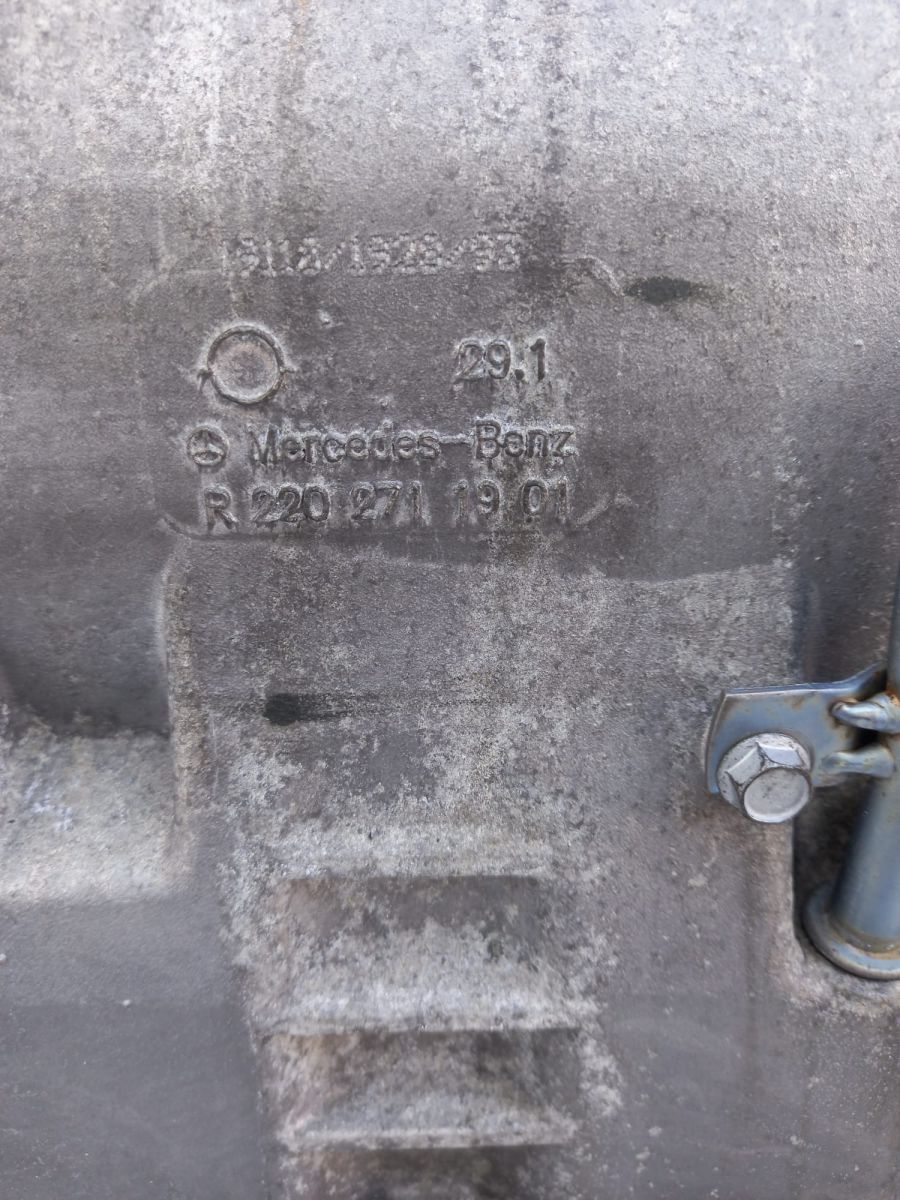 29.1
Mercedes-Benz
R 220 271 19 01